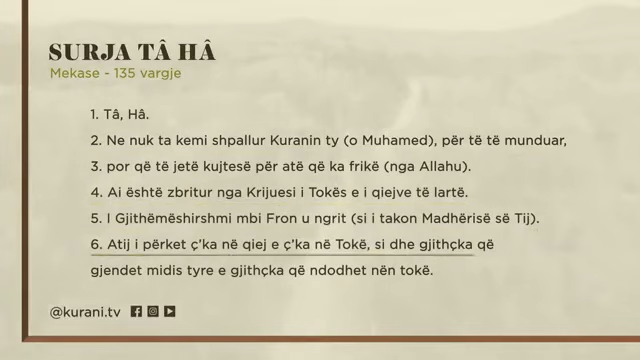 SURJA TÂ HÂ
Mekase - 135 vargje
1. Tâ, Hâ.
2. Ne nuk ta kemi shpallur Kuranin ty (o Muhamed), për të të munduar,
3. por që të jetë kujtesë për atë që ka frikë (nga Allahu).
4. Ai është zbritur nga Krijuesi i Tokës e i qiejve të lartë.
5. I Gjithëmëshirshmi mbi Fron u ngrit (si i takon Madhërisë së Tij).
6. Atij i përket ç’ka në qiej e ç’ka në Tokë, si dhe gjithçka që
gjendet midis tyre e gjithçka që ndodhet nën tokë.
@kurani.tv